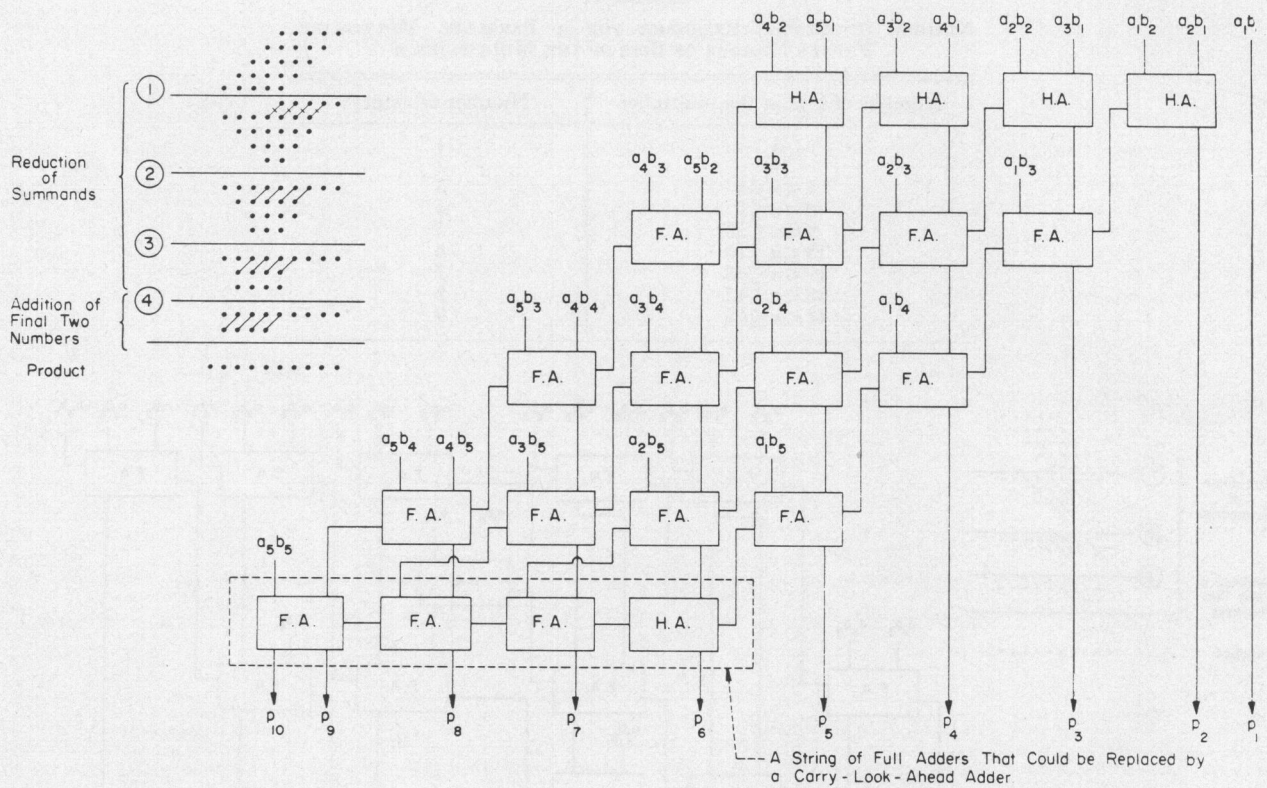 a₄b₂ a₅b₁ a₃b₂ a₄b₁ a₂b₂ a₃b₁ a₁b₂ a₂b₁ a₁b₁
1
H.A. H.A. H.A. H.A.
Reduction
of
Summands
2
a₄b₃ a₅b₂ a₃b₃ a₂b₃ a₁b₃
F.A. F.A. F.A. F.A.
3
4
Addition of
Final Two
Numbers
a₅b₃ a₄b₄ a₃b₄ a₂b₄ a₁b₄
Product
F.A. F.A. F.A. F.A.
a₅b₄ a₄b₅ a₃b₅ a₂b₅ a₁b₅
F.A. F.A. F.A. F.A.
a₅b₅
F.A. F.A. F.A. H.A.
p₁₀ p₉ p₈ p₇ p₆ p₅ p₄ p₃ p₂ p₁
A String of Full Adders That Could be Replaced by
a Carry-Look-Ahead Adder